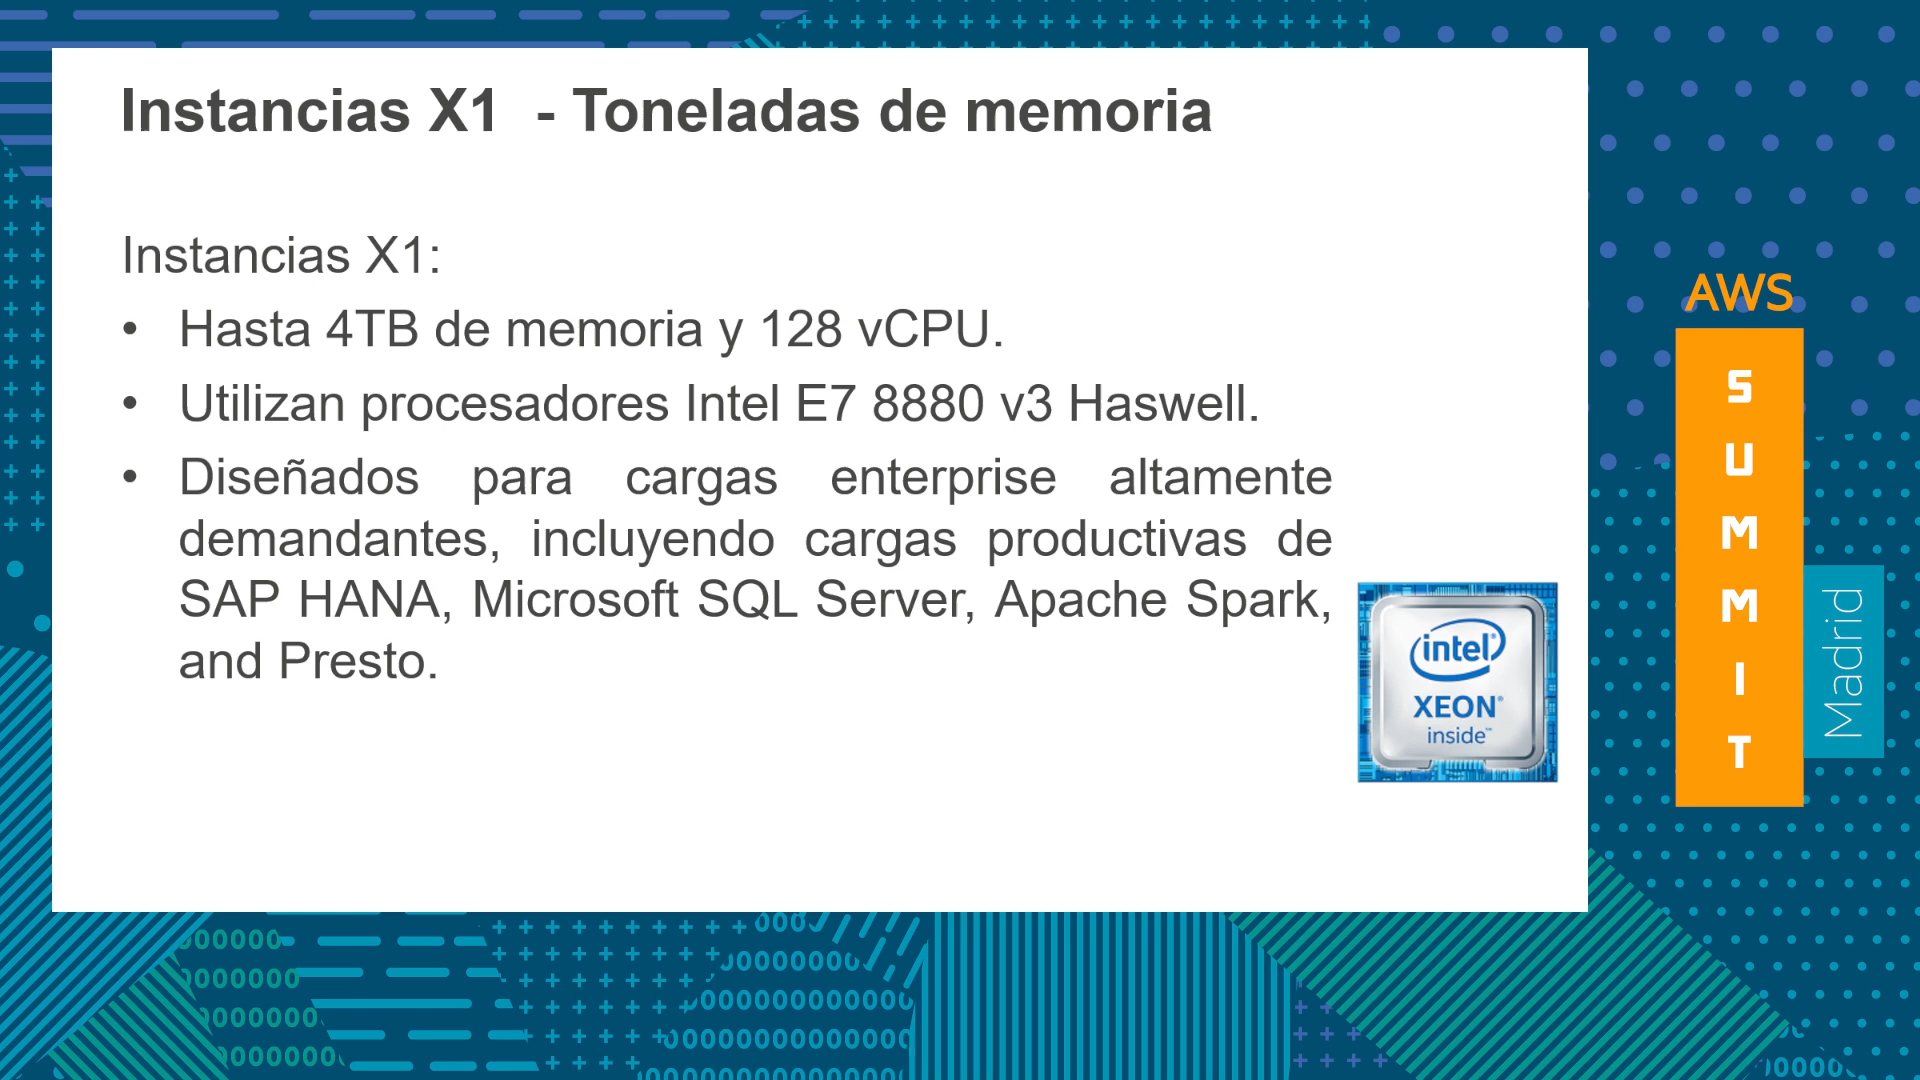 Instancias X1  - Toneladas de memoria
Instancias X1:
• Hasta 4TB de memoria y 128 vCPU.
• Utilizan procesadores Intel E7 8880 v3 Haswell.
• Diseñados para cargas enterprise altamente
demandantes, incluyendo cargas productivas de
SAP HANA, Microsoft SQL Server, Apache Spark,
and Presto.
intel®
XEON®
inside™
AWS
SUMMIT
Madrid